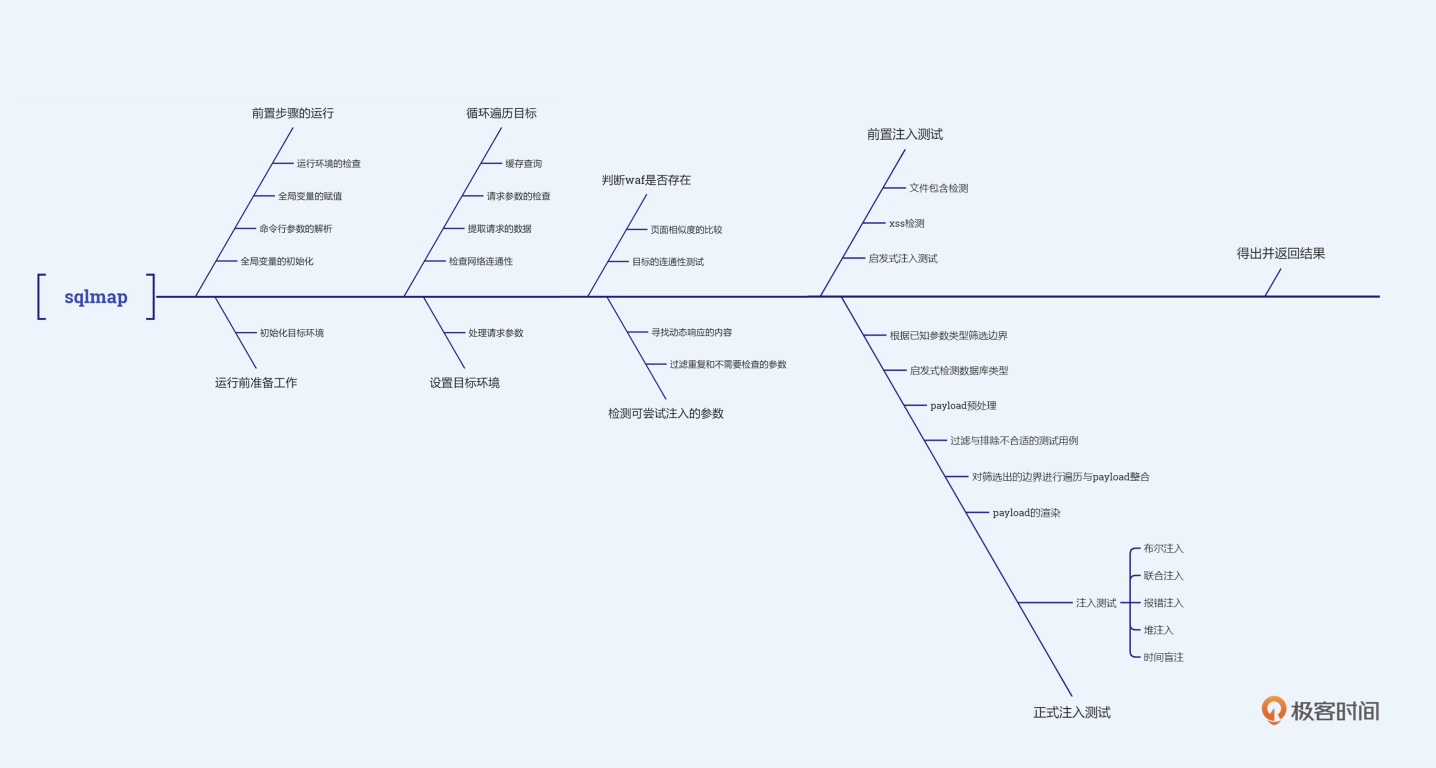 sqlmap
前置步骤的运行
运行环境的检查
全局变量的赋值
命令行参数的解析
全局变量的初始化
初始化目标环境
运行前准备工作
循环遍历目标
缓存查询
请求参数的检查
提取请求的数据
检查网络连通性
处理请求参数
设置目标环境
判断waf是否存在
页面相似度的比较
目标的连通性测试
寻找动态响应的内容
过滤重复和不需要检查的参数
检测可尝试注入的参数
前置注入测试
文件包含检测
xss检测
启发式注入测试
根据已知参数类型筛选边界
启发式检测数据库类型
payload预处理
过滤与排除不合适的测试用例
对筛选出的边界进行遍历与payload整合
payload的渲染
注入测试
布尔注入
联合注入
报错注入
堆注入
时间盲注
正式注入测试
得出并返回结果
极客时间